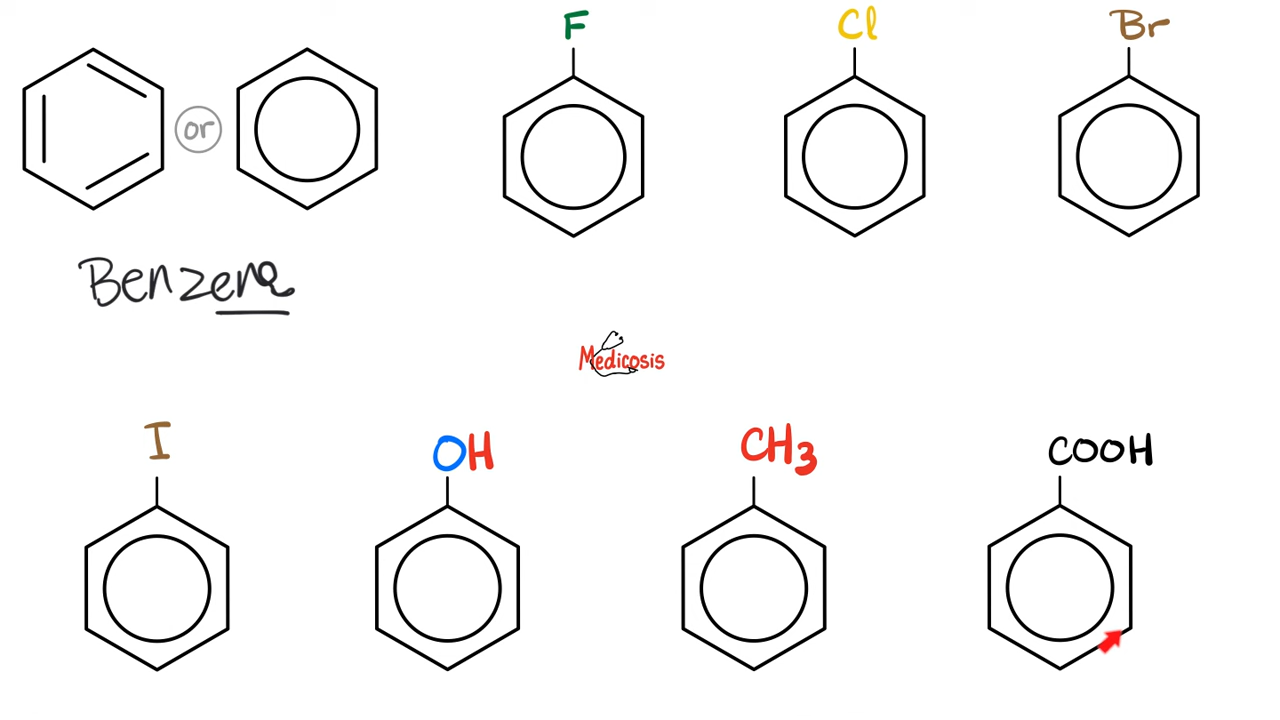 F
Cl
Br
or
Benzene
Medicosis
I
OH
CH3
COOH